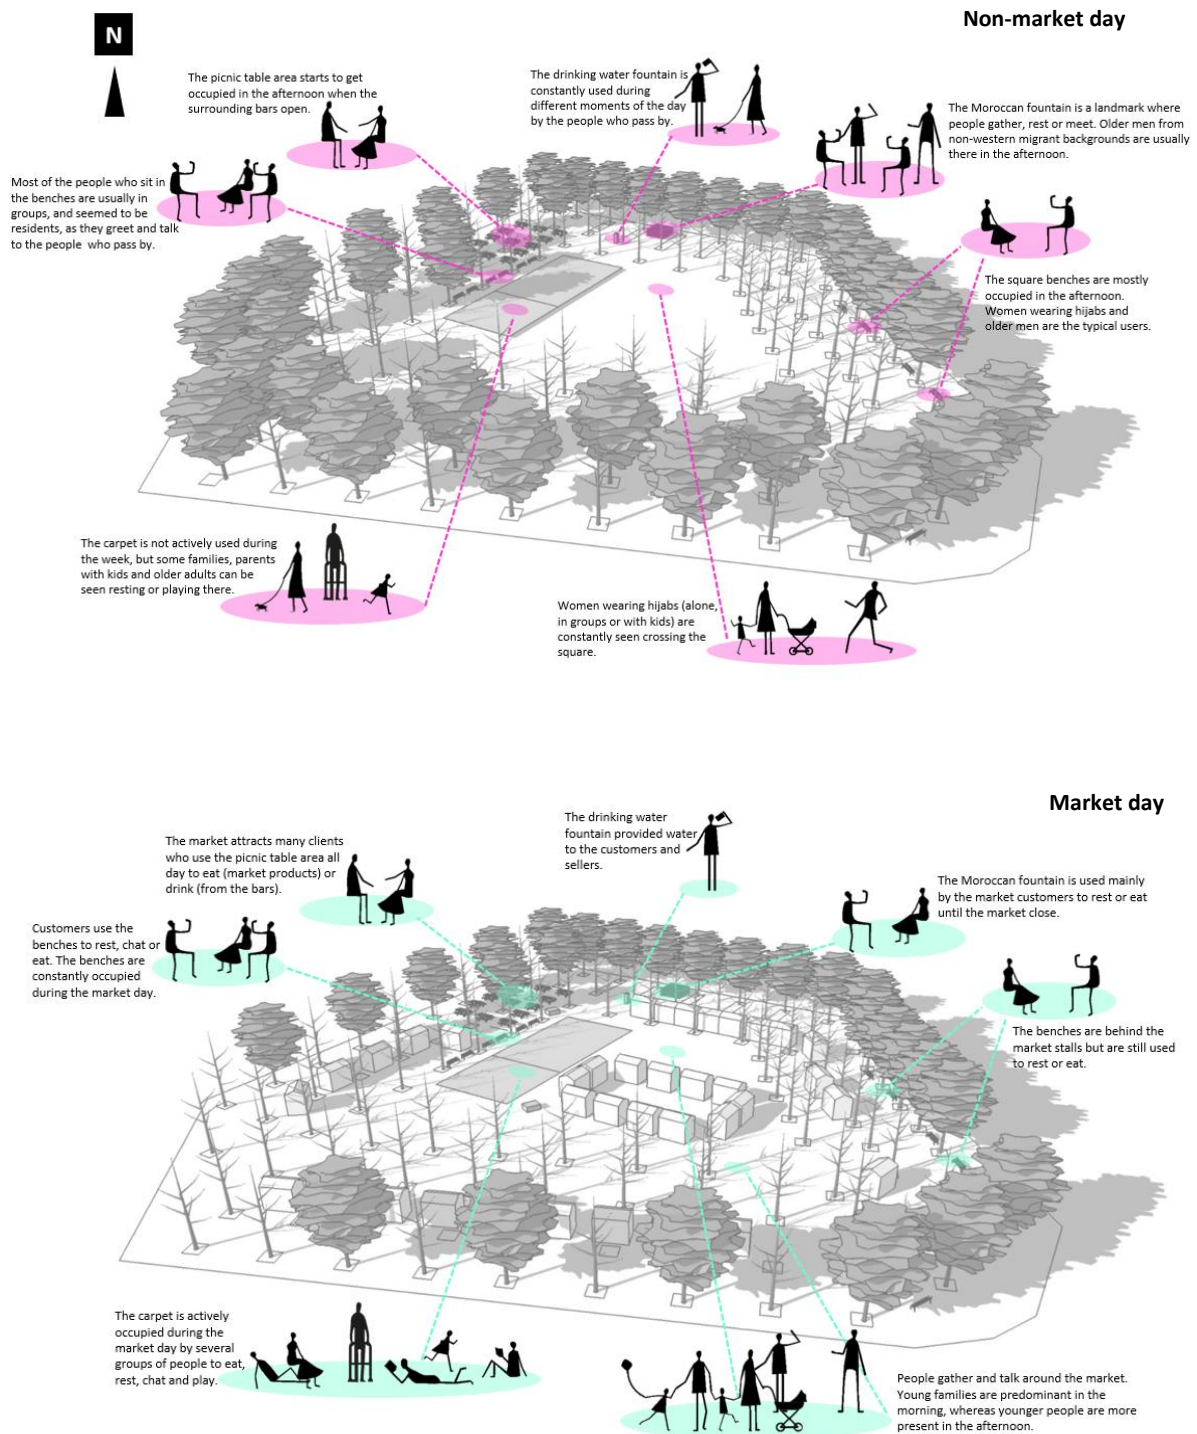 Non-market day
N
The picnic table area starts to get
occupied in the afternoon when the
surrounding bars open.
The drinking water fountain is
constantly used during
different moments of the day
by the people who pass by.
The Moroccan fountain is a landmark where
people gather, rest or meet. Older men from
non-western migrant backgrounds are usually
there in the afternoon.
Most of the people who sit in
the benches are usually in
groups, and seemed to be
residents, as they greet and talk
to the people who pass by.
The square benches are mostly
occupied in the afternoon.
Women wearing hijabs and
older men are the typical users.
The carpet is not actively used during
the week, but some families, parents
with kids and older adults can be
seen resting or playing there.
Women wearing hijabs (alone,
in groups or with kids) are
constantly seen crossing the
square.
Market day
The market attracts many clients
who use the picnic table area all
day to eat (market products) or
drink (from the bars).
The drinking water
fountain provided water
to the customers and
sellers.
The Moroccan fountain is used mainly
by the market customers to rest or eat
until the market close.
Customers use the
benches to rest, chat or
eat. The benches are
constantly occupied
during the market day.
The benches are behind the
market stalls but are still used
to rest or eat.
The carpet is actively
occupied during the
market day by several
groups of people to eat,
rest, chat and play.
People gather and talk around the market.
Young families are predominant in the
morning, whereas younger people are more
present in the afternoon.